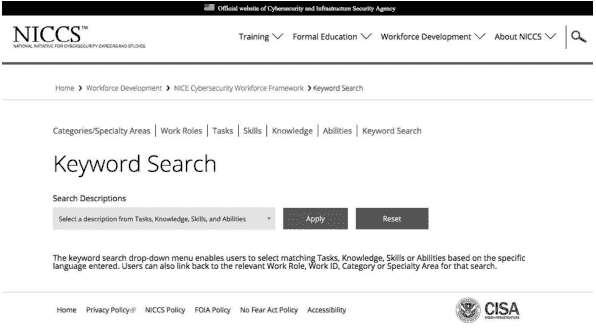 Official website of Cybersecurity and Infrastructure Security Agency
NICCS™
NATIONAL INITIATIVE FOR CYBERSECURITY CAREERS AND STUDIES
Training Formal Education Workforce Development About NICCS
Home Workforce Development NICE Cybersecurity Workforce Framework Keyword Search
Categories/Specialty Areas | Work Roles | Tasks | Skills | Knowledge | Abilities | Keyword Search
Keyword Search
Search Descriptions
Select a description from Tasks, Knowledge, Skills, and Abilities Apply Reset
The keyword search drop-down menu enables users to select matching Tasks, Knowledge, Skills or Abilities based on the specific
language entered. Users can also link back to the relevant Work Role, Work ID, Category or Specialty Area for that search.
Home Privacy Policy NICCS Policy FOIA Policy No Fear Act Policy Accessibility
CISA